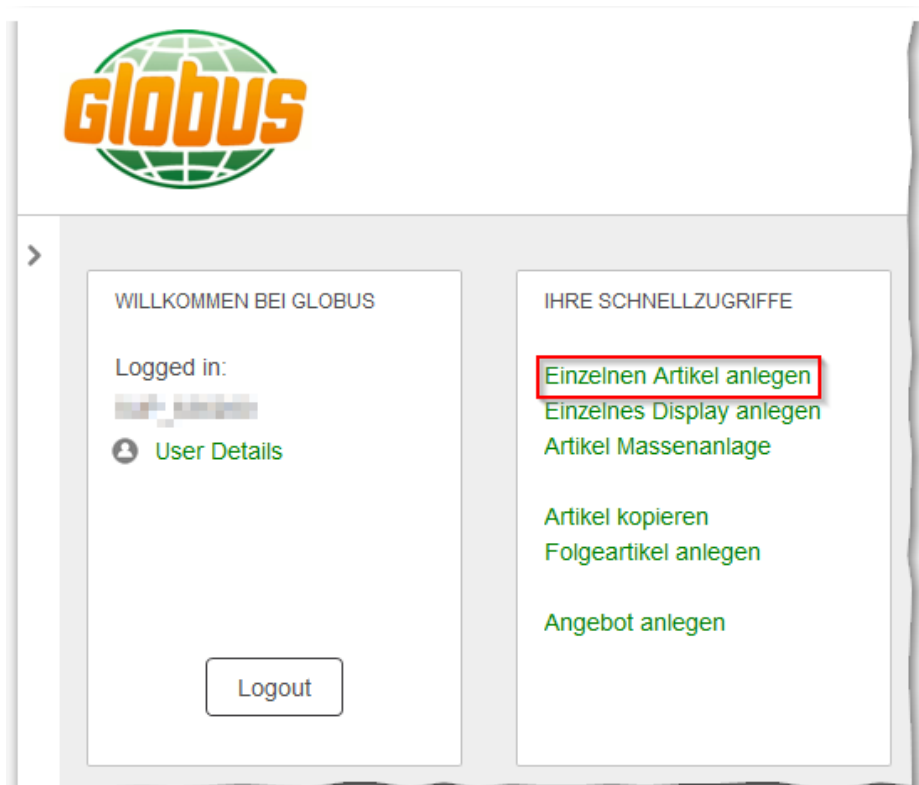 Globus
WILLKOMMEN BEI GLOBUS
Logged in:
User Details
Logout
IHRE SCHNELLZUGRIFFE
Einzelnen Artikel anlegen
Einzelnes Display anlegen
Artikel Massenanlage
Artikel kopieren
Folgeartikel anlegen
Angebot anlegen